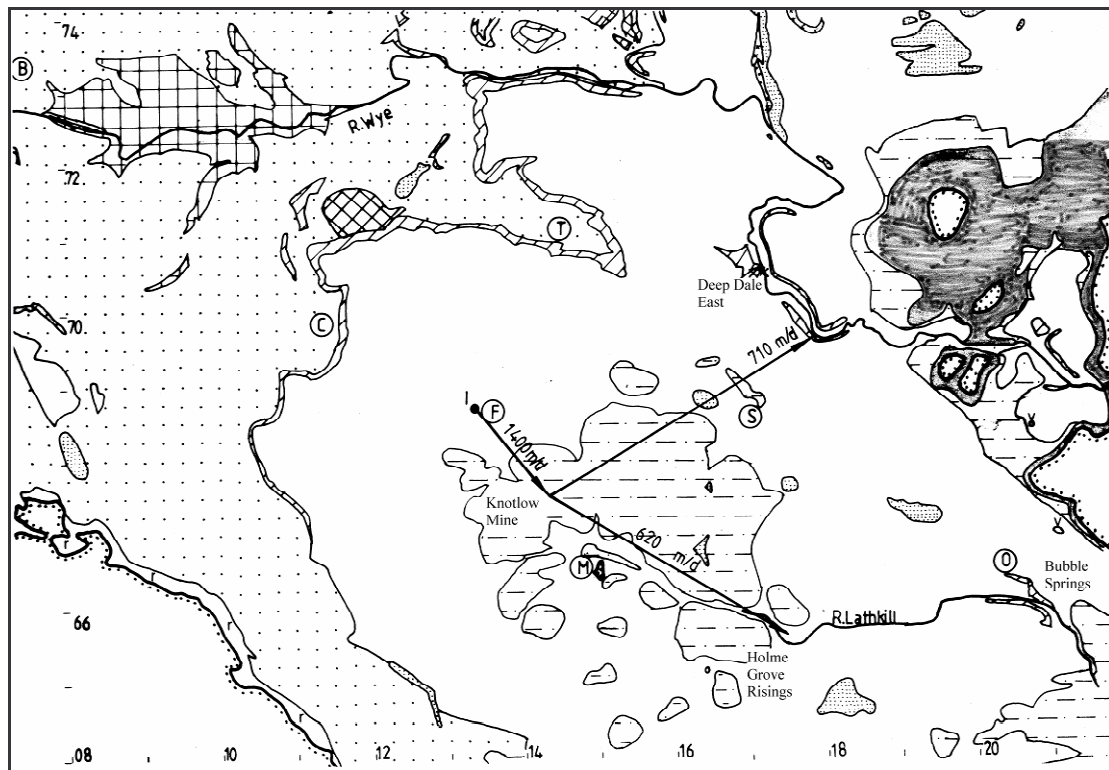 74
B
R.Wye
72
T
Deep Dale
East
C
70
710 m/d
I
F
S
1400m/d
Knotlow
Mine
620 m/d
M
r
r
O
Bubble
Springs
66
r
R.Lathkill
Holme
Grove
Risings
r
r
08
10
12
14
16
18
20